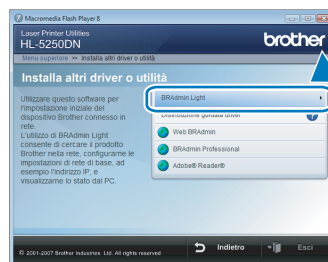 Macromedia Flash Player 8
Laser Printer Utilities
HL-5250DN
brother
Menu superiore >> Installa altri driver o utilità
Installa altri driver o utilità
Utilizzare questo software per
l'impostazione iniziale del
dispositivo Brother connesso in
rete.
L'utilizzo di BRAdmin Light
consente di cercare il prodotto
Brother nella rete, configurarne le
impostazioni di rete di base, ad
esempio l'indirizzo IP, e
visualizzarne lo stato dal PC.
BRAdmin Light
Distribuzione guidata driver
Web BRAdmin
BRAdmin Professional
Adobe® Reader®
© 2001-2007 Brother Industries. Ltd. All rights reserved
Indietro
Esci